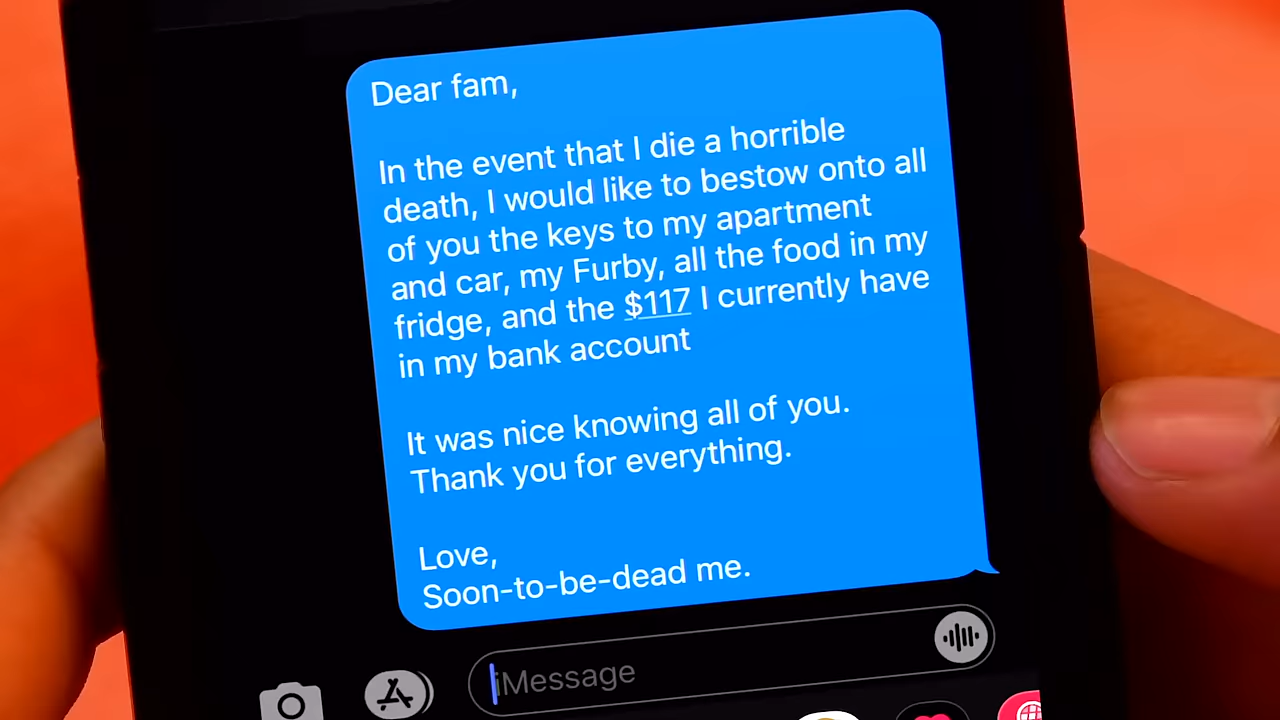 Dear fam,
In the event that I die a horrible
death, I would like to bestow onto all
of you the keys to my apartment
and car, my Furby, all the food in my
fridge, and the $117 I currently have
in my bank account
It was nice knowing all of you.
Thank you for everything.
Love,
Soon-to-be-dead me.
iMessage